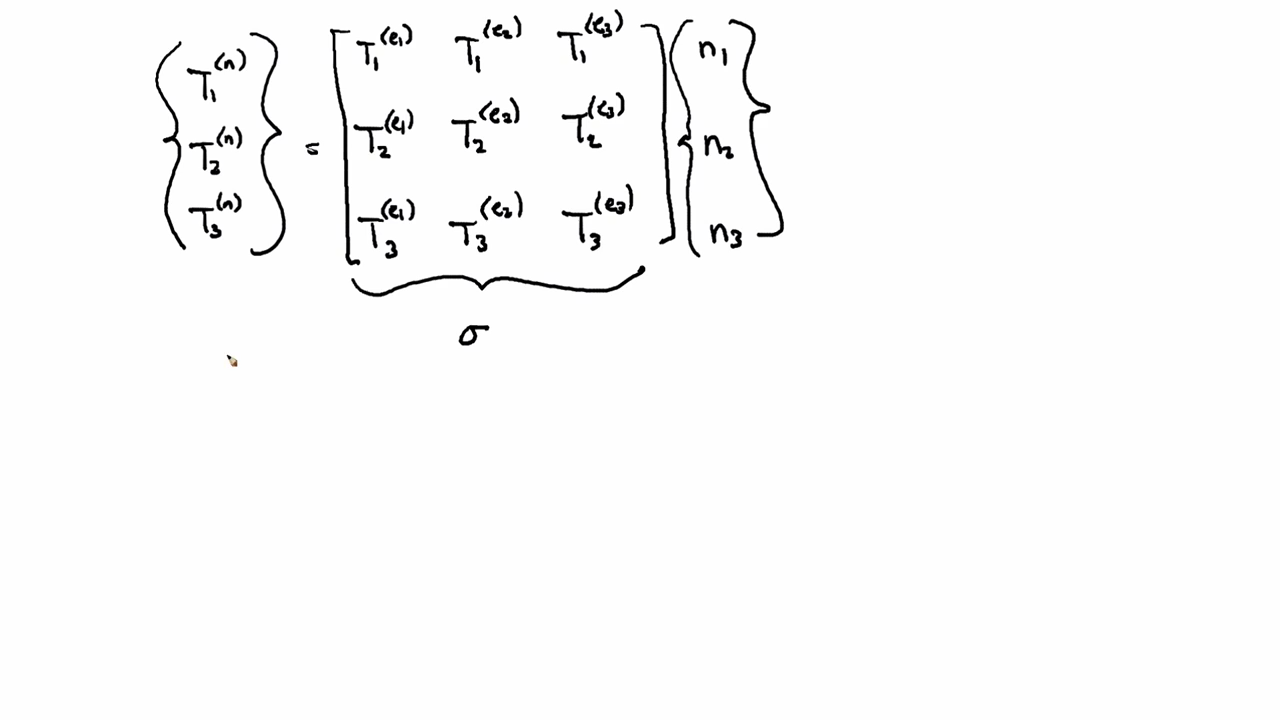 T₁⁽ⁿ⁾ T₁^(e₁) T₁^(e₂) T₁^(e₃) n₁
T₂⁽ⁿ⁾ = T₂^(e₁) T₂^(e₂) T₂^(e₃) n₂
T₃⁽ⁿ⁾ T₃^(e₁) T₃^(e₂) T₃^(e₃) n₃
σ